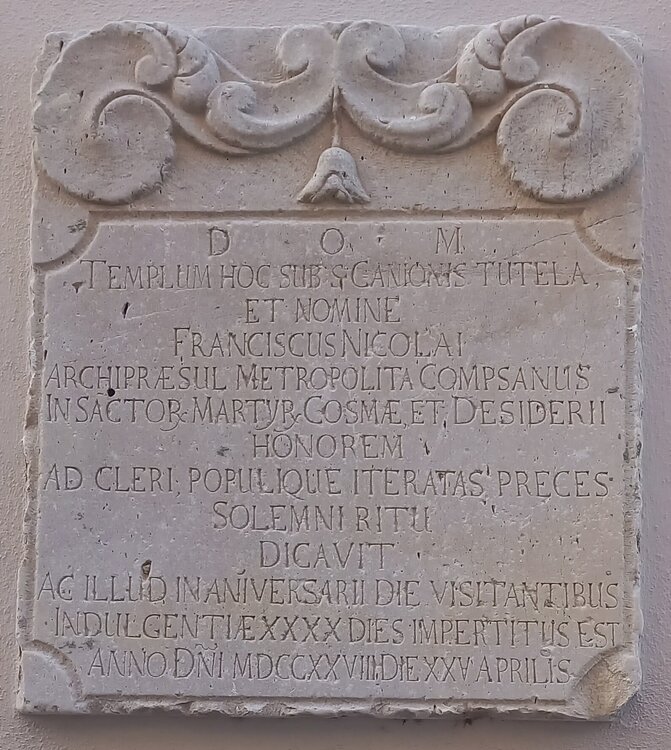 D O M
TEMPLUM HOC SUB S. CANIONIS TUTELA,
ET NOMINE
FRANCISCUS NICOLAI
ARCHIPRÆSUL METROPOLITA COMPSANUS
IN SACTOR. MARTYR. COSMÆ, ET DESIDERII
HONOREM
AD CLERI, POPULIQUE ITERATAS PRECES
SOLEMNI RITU
DICAVIT
AC ILLUD IN ANIVERSARII DIE VISITANTIBUS
INDULGENTIÆ XXXX DIES IMPERTITUS EST
ANNO DÑI MDCCXXVIII DIE XXV APRILIS